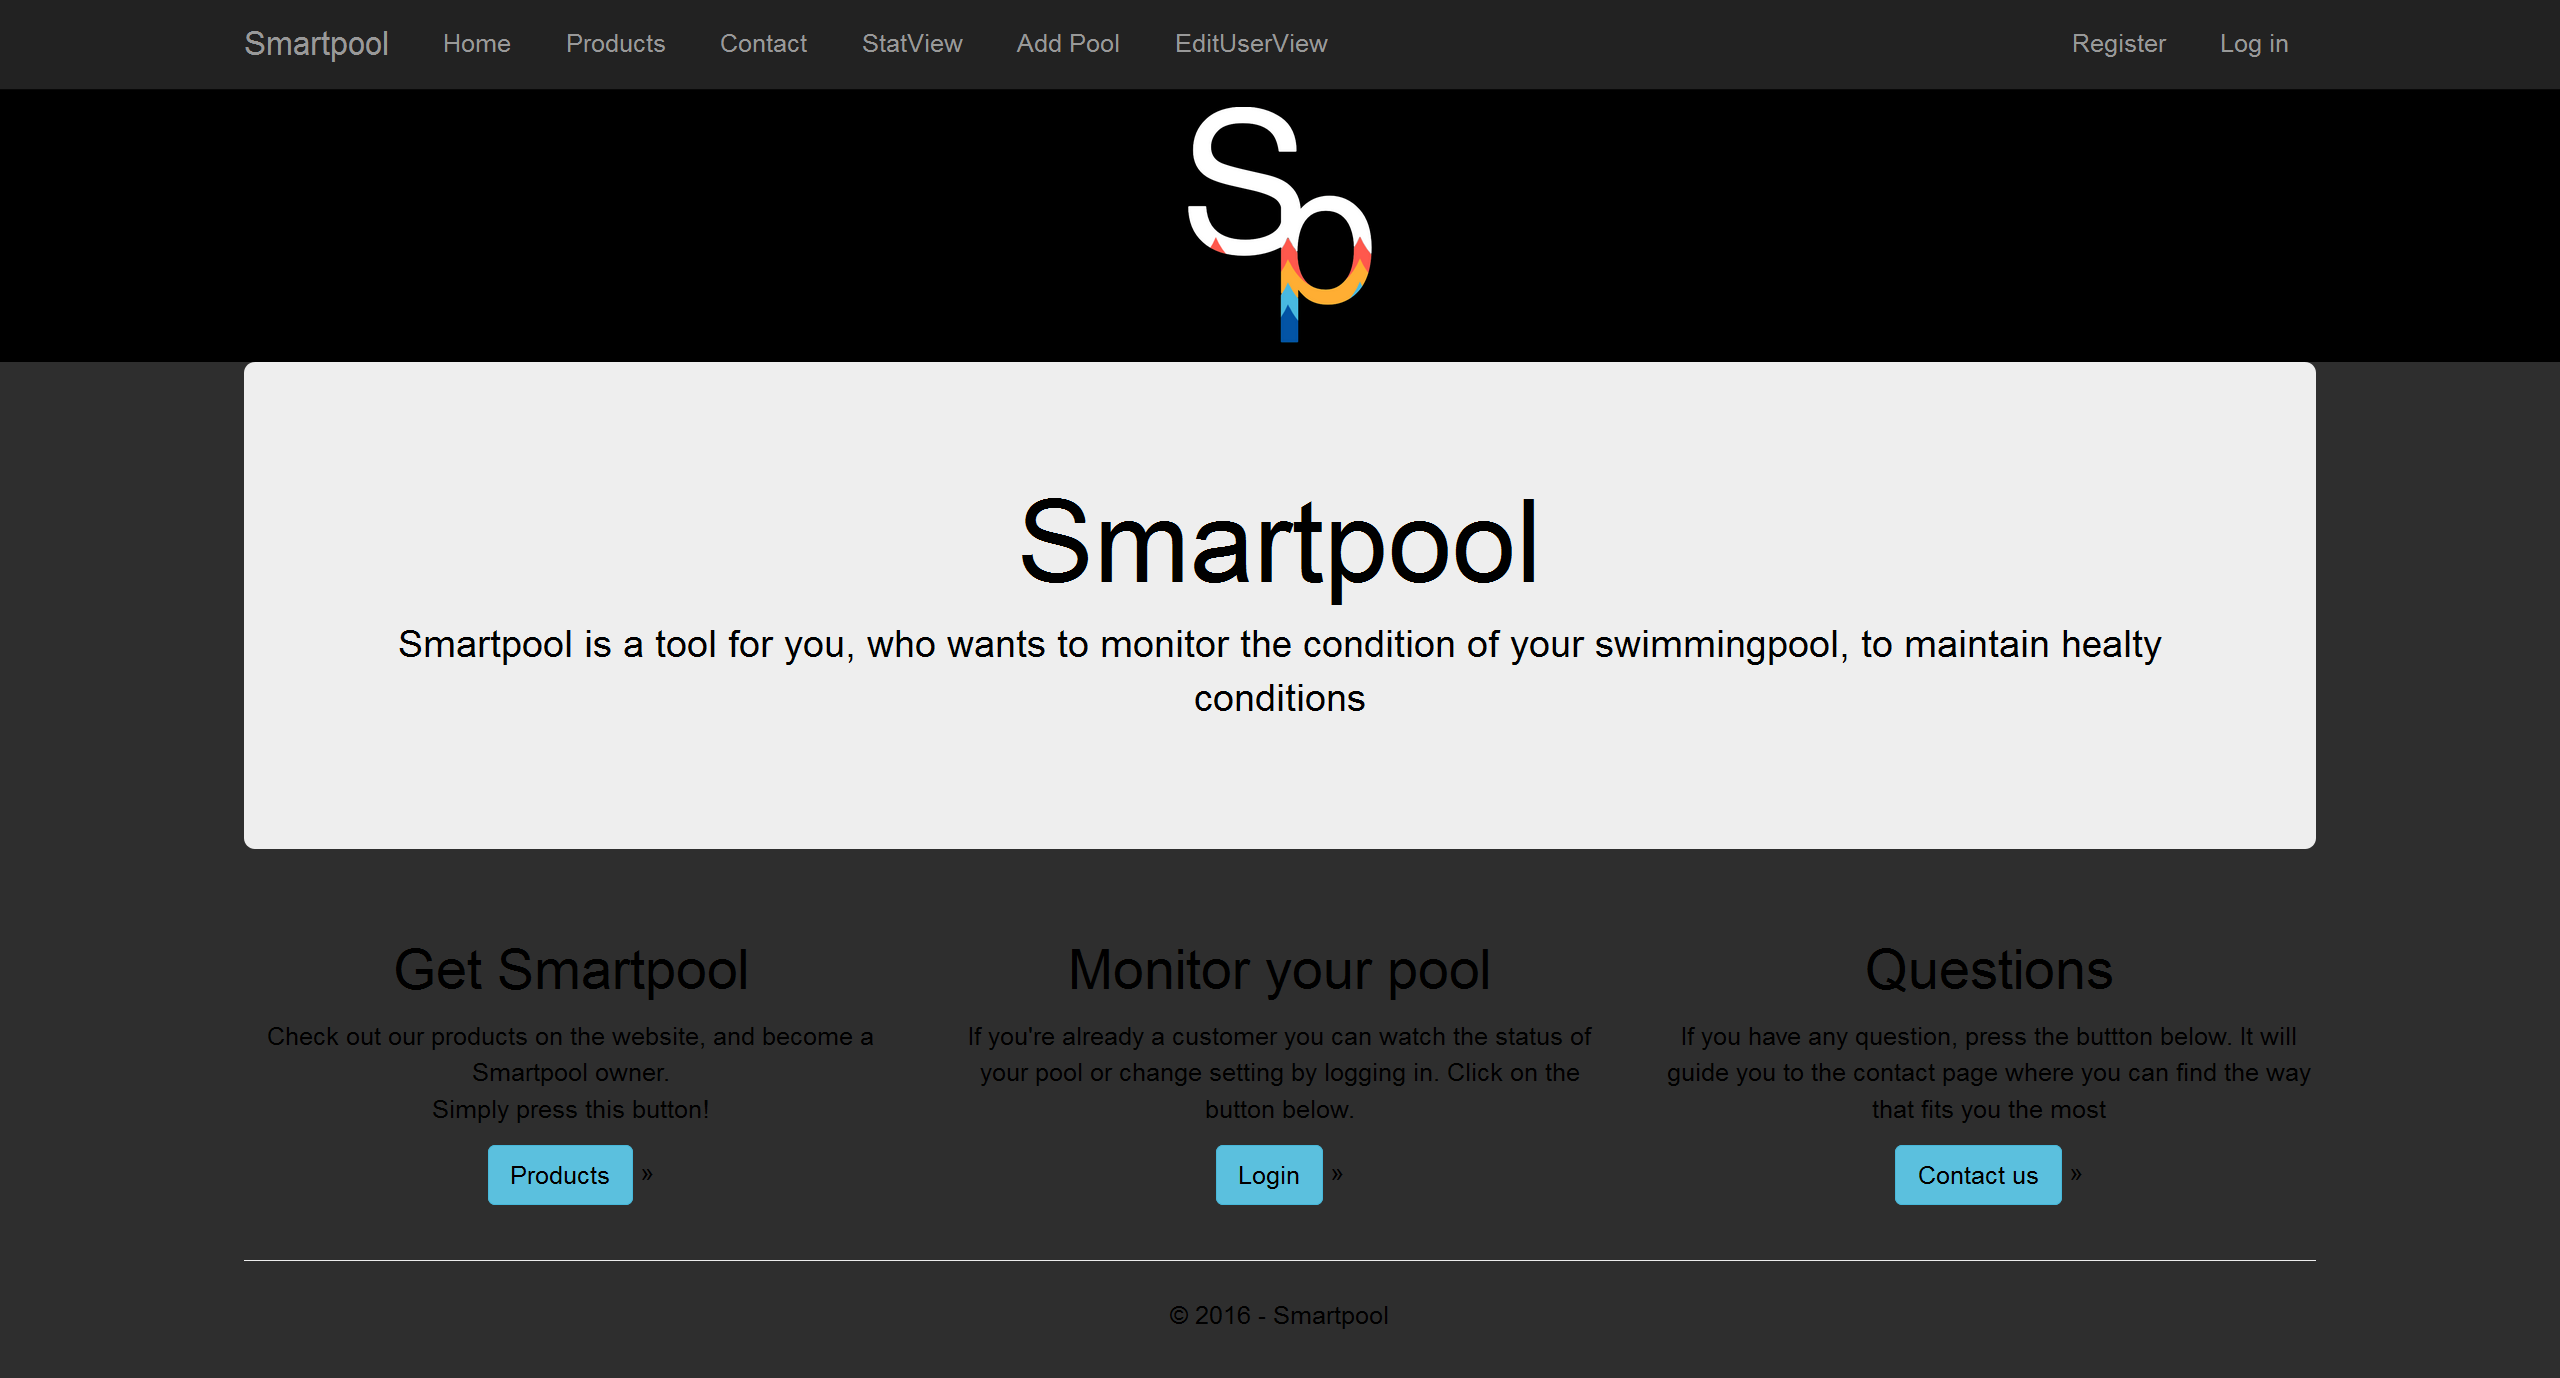 Smartpool Home Products Contact StatView Add Pool EditUserView Register Log in
Sp
Smartpool
Smartpool is a tool for you, who wants to monitor the condition of your swimmingpool, to maintain healty
conditions
Get Smartpool
Check out our products on the website, and become a
Smartpool owner.
Simply press this button!
Products »
Monitor your pool
If you're already a customer you can watch the status of
your pool or change setting by logging in. Click on the
button below.
Login »
Questions
If you have any question, press the buttton below. It will
guide you to the contact page where you can find the way
that fits you the most
Contact us »
© 2016 - Smartpool